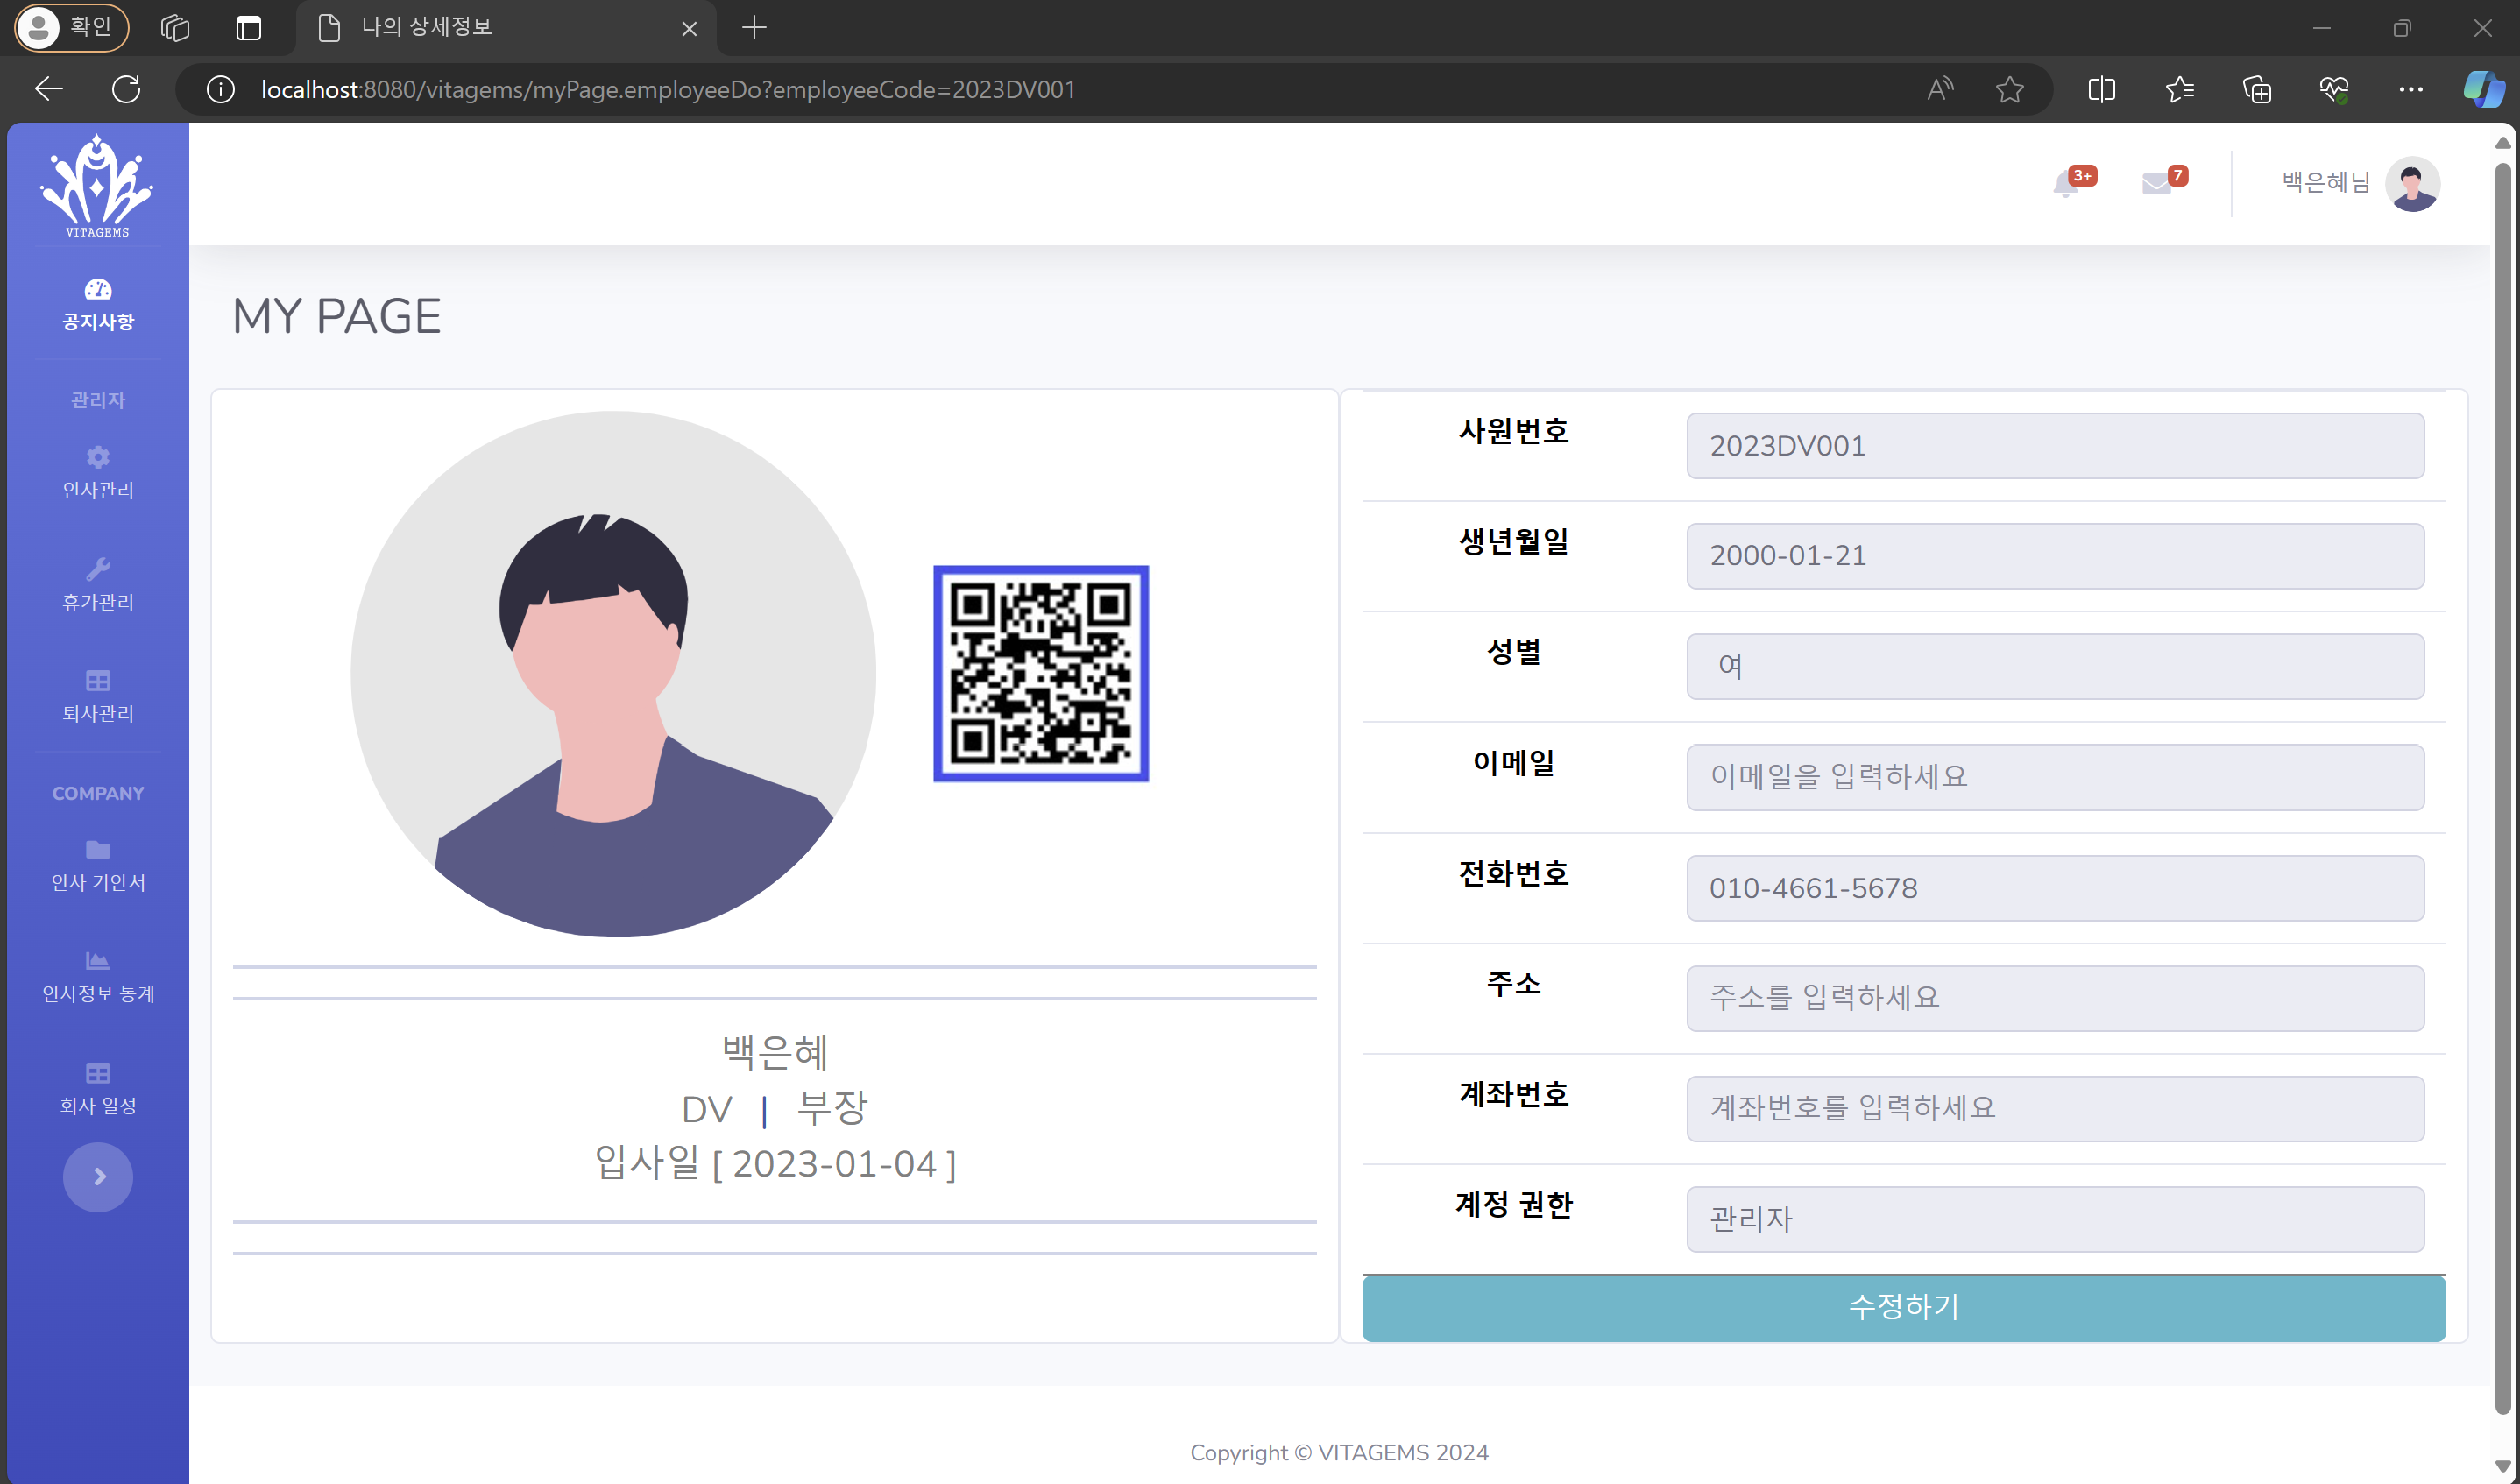 확인
나의 상세정보
localhost:8080/vitagems/myPage.employeeDo?employeeCode=2023DV001
VITAGEMS
공지사항
관리자
인사관리
휴가관리
퇴사관리
COMPANY
인사 기안서
인사정보 통계
회사 일정
3+
7
백은혜님
MY PAGE
백은혜
DV | 부장
입사일 [ 2023-01-04 ]
사원번호 2023DV001
생년월일 2000-01-21
성별 여
이메일 이메일을 입력하세요
전화번호 010-4661-5678
주소 주소를 입력하세요
계좌번호 계좌번호를 입력하세요
계정 권한 관리자
수정하기
Copyright © VITAGEMS 2024